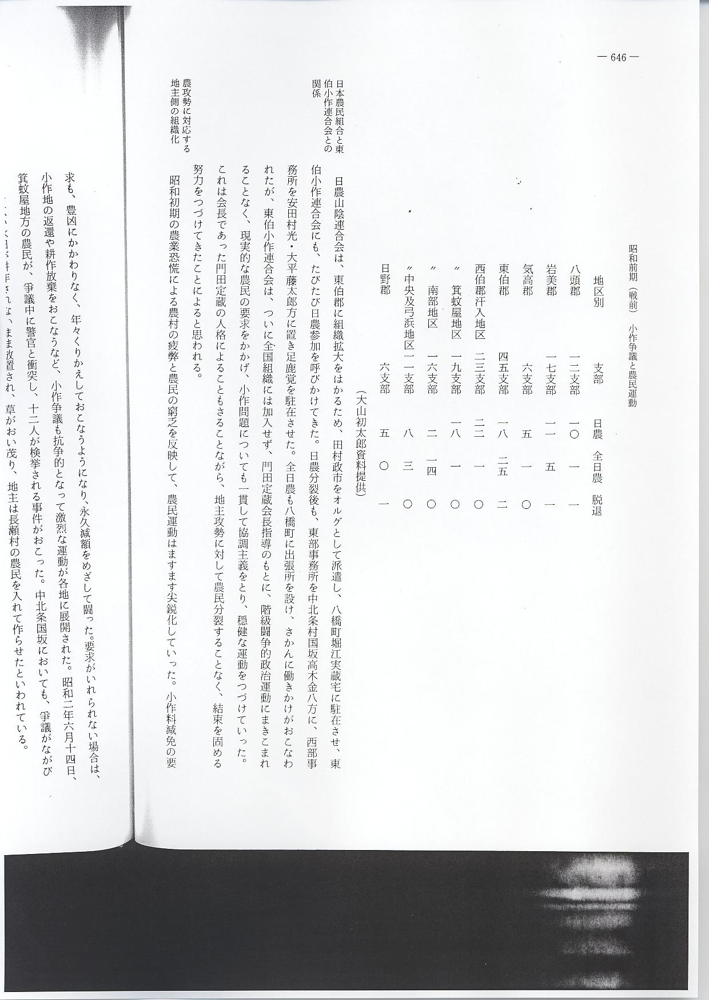 ― 646 ―
昭和前期(戦前) 小作争議と農民運動
地区別 支部 日農 全日農 脱退
八頭郡 一二支部 一〇 一 一
岩美郡 一七支部 一一 五 一
気高郡 六支部 五 一 〇
東伯郡 四五支部 一八 二五 二
西伯郡汗入地区 二三支部 二二 一 〇
〃 箕蚊屋地区 一九支部 一八 一 〇
〃 南部地区 一六支部 二 一四 〇
〃中央及弓浜地区 一一支部 八 三 〇
日野郡 六支部 五 〇 一
(大山初太郎資料提供)
日本農民組合と東
伯小作連合会との
関係
日農山陰連合会は、東伯郡に組織拡大をはかるため、田村政市をオルグとして派遣し、八橋町堀江実蔵宅に駐在させ、東
伯小作連合会にも、たびたび日農参加を呼びかけてきた。日農分裂後も、東部事務所を中北条村国坂高木金八方に、西部事
務所を安田村光・大平藤太郎方に置き足鹿覚を駐在させた。全日農も八橋町に出張所を設け、さかんに働きかけがおこなわ
れたが、東伯小作連合会は、ついに全国組織には加入せず、門田定蔵会長指導のもとに、階級闘争的政治運動にまきこまれ
ることなく、現実的な農民の要求をかかげ、小作問題についても一貫して協調主義をとり、穏健な運動をつづけていった。
これは会長であった門田定蔵の人格によることもさることながら、地主攻勢に対して農民分裂することなく、結束を固める
努力をつづけてきたことによると思われる。
農攻勢に対応する
地主側の組織化
昭和初期の農業恐慌による農村の疲弊と農民の窮乏を反映して、農民運動はますます尖鋭化していった。小作料減免の要
求も、豊凶にかかわりなく、年々くりかえしておこなうようになり、永久減額をめざして闘った。要求がいれられない場合は、
小作地の返還や耕作放棄をおこなうなど、小作争議も抗争的となって激烈な運動が各地に展開された。昭和二年六月十四日、
箕蚊屋地方の農民が、争議中に警官と衝突し、十二人が検挙される事件がおこった。中北条国坂においても、争議がながび
まま放置され、草がおい茂り、地主は長瀬村の農民を入れて作らせたといわれている。